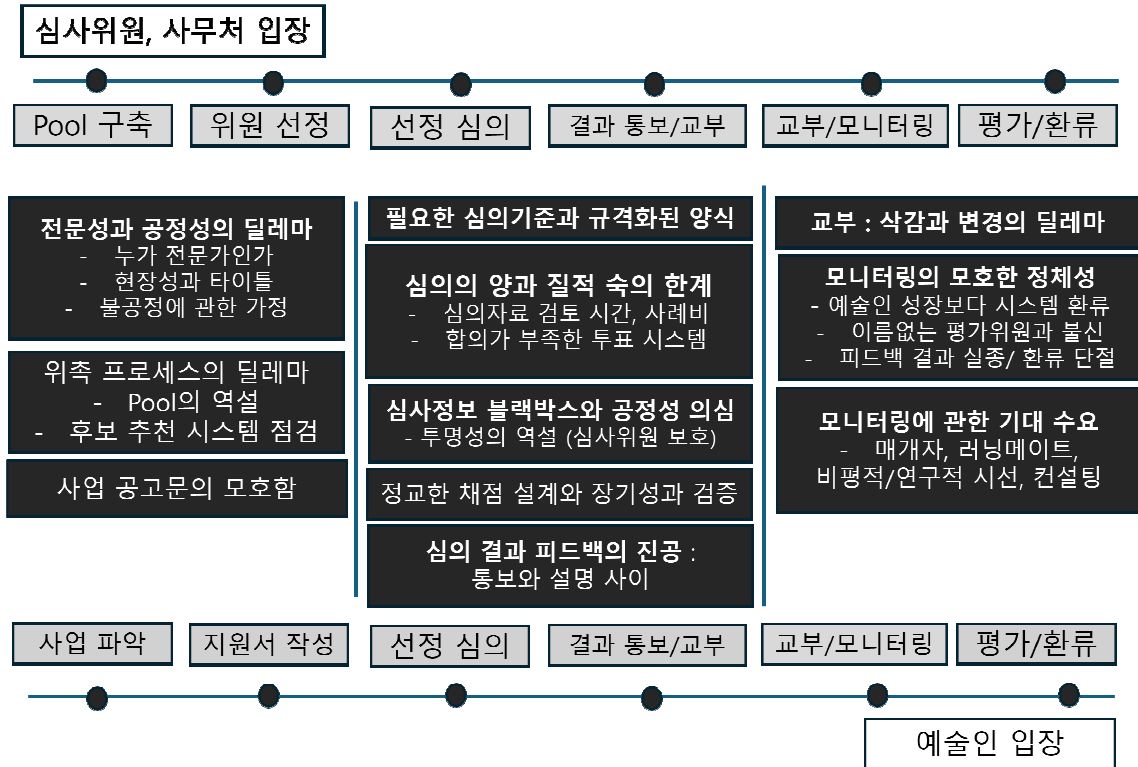 심사위원, 사무처 입장
Pool 구축
위원 선정
선정 심의
결과 통보/교부
교부/모니터링
평가/환류
전문성과 공정성의 딜레마
- 누가 전문가인가
- 현장성과 타이틀
- 불공정에 관한 가정
위촉 프로세스의 딜레마
- Pool의 역설
- 후보 추천 시스템 점검
사업 공고문의 모호함
필요한 심의기준과 규격화된 양식
심의의 양과 질적 숙의 한계
- 심의자료 검토 시간, 사례비
- 합의가 부족한 투표 시스템
심사정보 블랙박스와 공정성 의심
- 투명성의 역설 (심사위원 보호)
정교한 채점 설계와 장기성과 검증
심의 결과 피드백의 진공 :
통보와 설명 사이
교부 : 삭감과 변경의 딜레마
모니터링의 모호한 정체성
- 예술인 성장보다 시스템 환류
- 이름없는 평가위원과 불신
- 피드백 결과 실종/ 환류 단절
모니터링에 관한 기대 수요
- 매개자, 러닝메이트,
비평적/연구적 시선, 컨설팅
사업 파악
지원서 작성
선정 심의
결과 통보/교부
교부/모니터링
평가/환류
예술인 입장